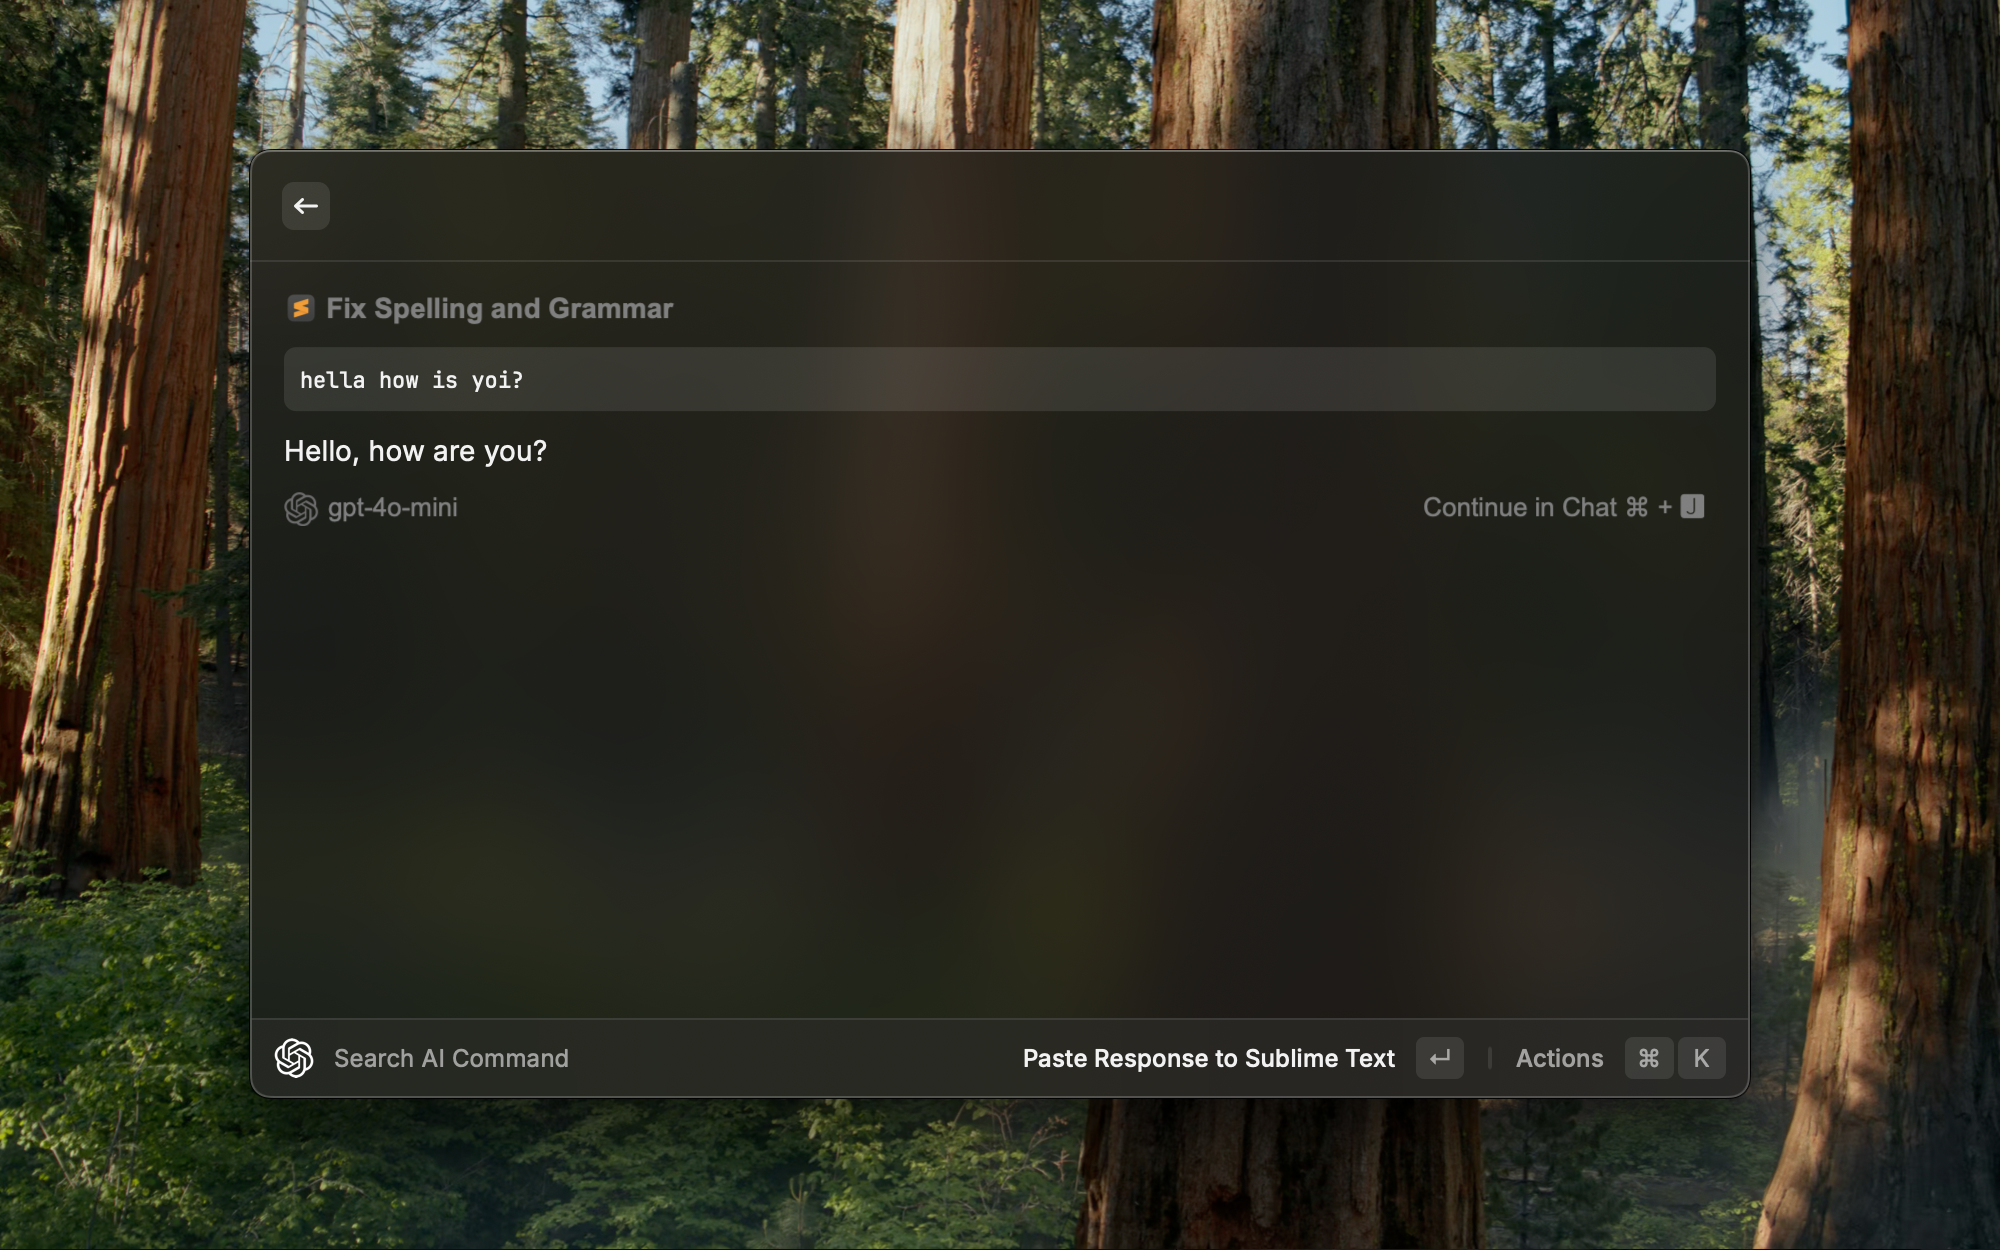 Fix Spelling and Grammar
hella how is yoi?
Hello, how are you?
gpt-4o-mini
Continue in Chat ⌘ + J
Search AI Command
Paste Response to Sublime Text ↵
Actions ⌘ K